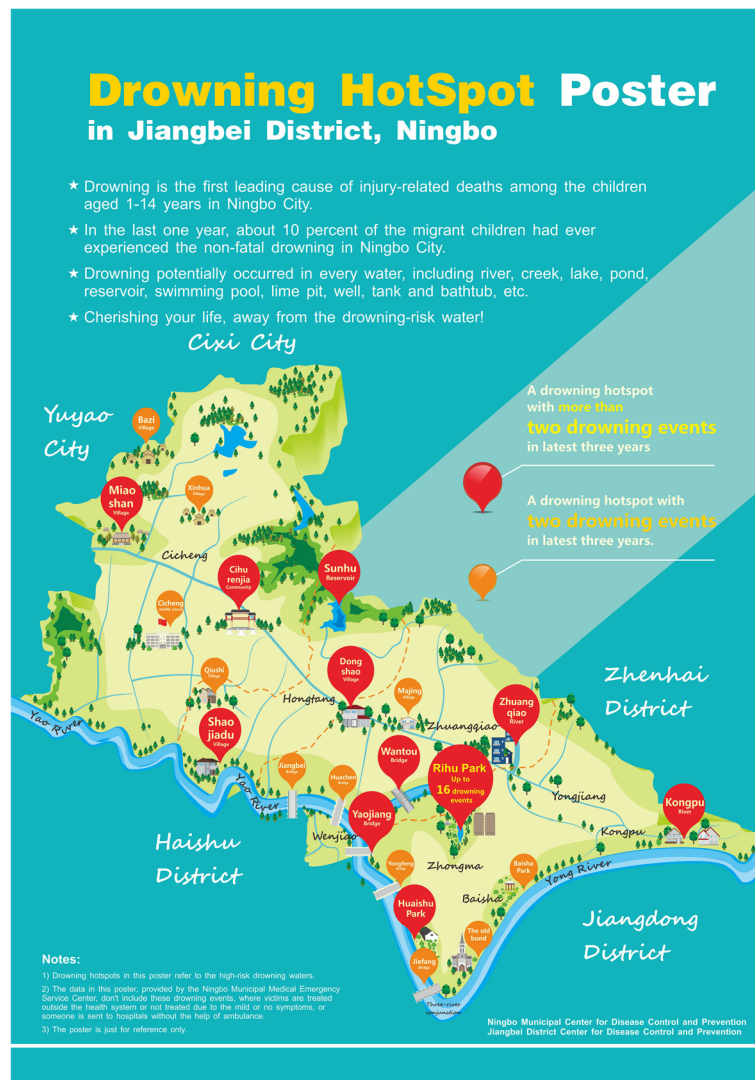 Drowning HotSpot Poster
in Jiangbei District, Ningbo
★ Drowning is the first leading cause of injury-related deaths among the children
aged 1-14 years in Ningbo City.
★ In the last one year, about 10 percent of the migrant children had ever
experienced the non-fatal drowning in Ningbo City.
★ Drowning potentially occurred in every water, including river, creek, lake, pond,
reservoir, swimming pool, lime pit, well, tank and bathtub, etc.
★ Cherishing your life, away from the drowning-risk water!
Cixi City
Yuyao
City
A drowning hotspot
with more than
two drowning events
in latest three years
A drowning hotspot with
two drowning events
in latest three years.
Bazi
Village
Miao
shan
Village
Xinhua
Village
Cicheng
Cihu
renjia
Community
Sunhu
Reservoir
Cicheng
middle school
Qiushi
Village
Dong
shao
Village
Hongtang
Majing
Village
Zhuangqiao
Zhuang
qiao
River
Zhenhai
District
Yao River
Shao
jiadu
Village
Yao River
Jiangbei
Bridge
Huachen
Bridge
Wantou
Bridge
Rihu Park
Up to
16 drowning
events
Yongjiang
Kongpu
River
Kongpu
Yaojiang
Bridge
Wenjiao
Haishu
District
Yongfeng
Bridge
Zhongma
Baisha
Park
Yong River
Baisha
Huaishu
Park
The old
bund
Jiefang
Bridge
Three-river
conjunction
Jiangdong
District
Notes:
1) Drowning hotspots in this poster refer to the high-risk drowning waters.
2) The data in this poster, provided by the Ningbo Municipal Medical Emergency
Service Center, don't include these drowning events, where victims are treated
outside the health system or not treated due to the mild or no symptoms, or
someone is sent to hospitals without the help of ambulance.
3) The poster is just for reference only.
Ningbo Municipal Center for Disease Control and Prevention
Jiangbei District Center for Disease Control and Prevention